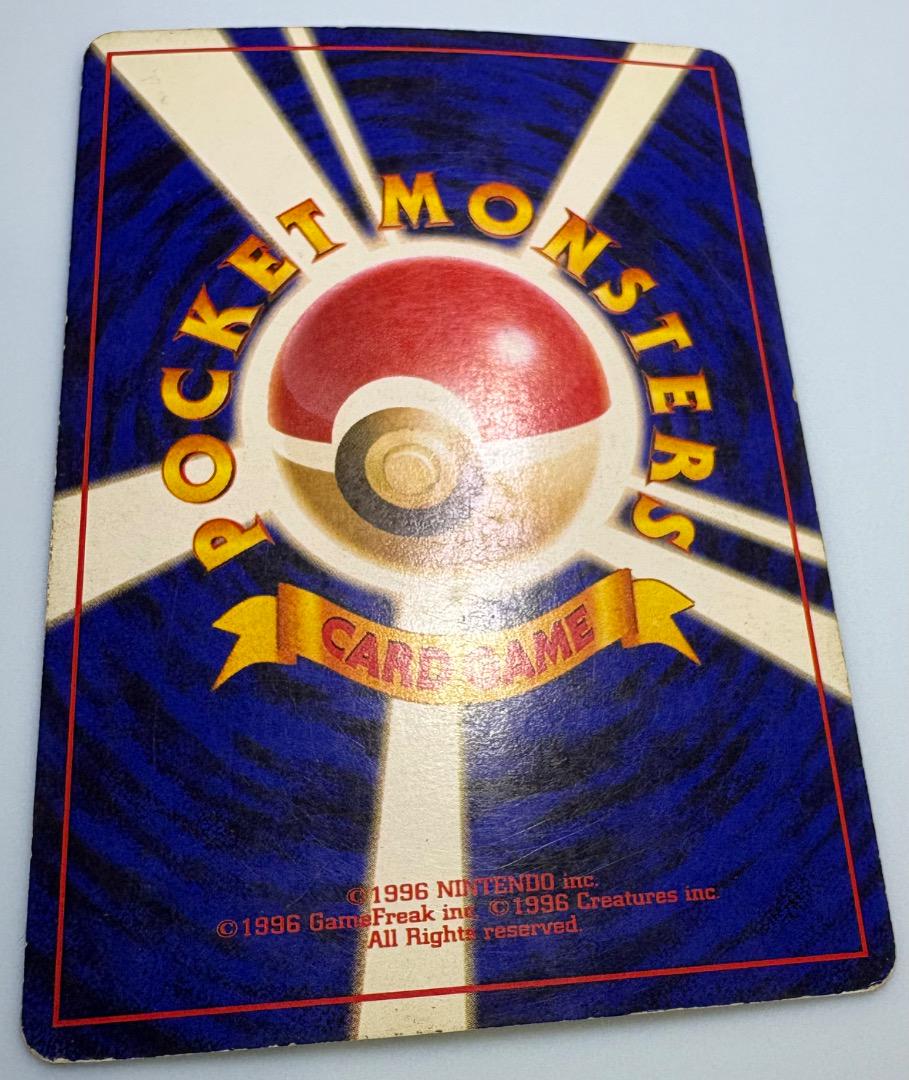 POCKET MONSTERS
CARD GAME
©1996 NINTENDO inc.
©1996 GameFreak inc. ©1996 Creatures inc.
All Rights reserved.